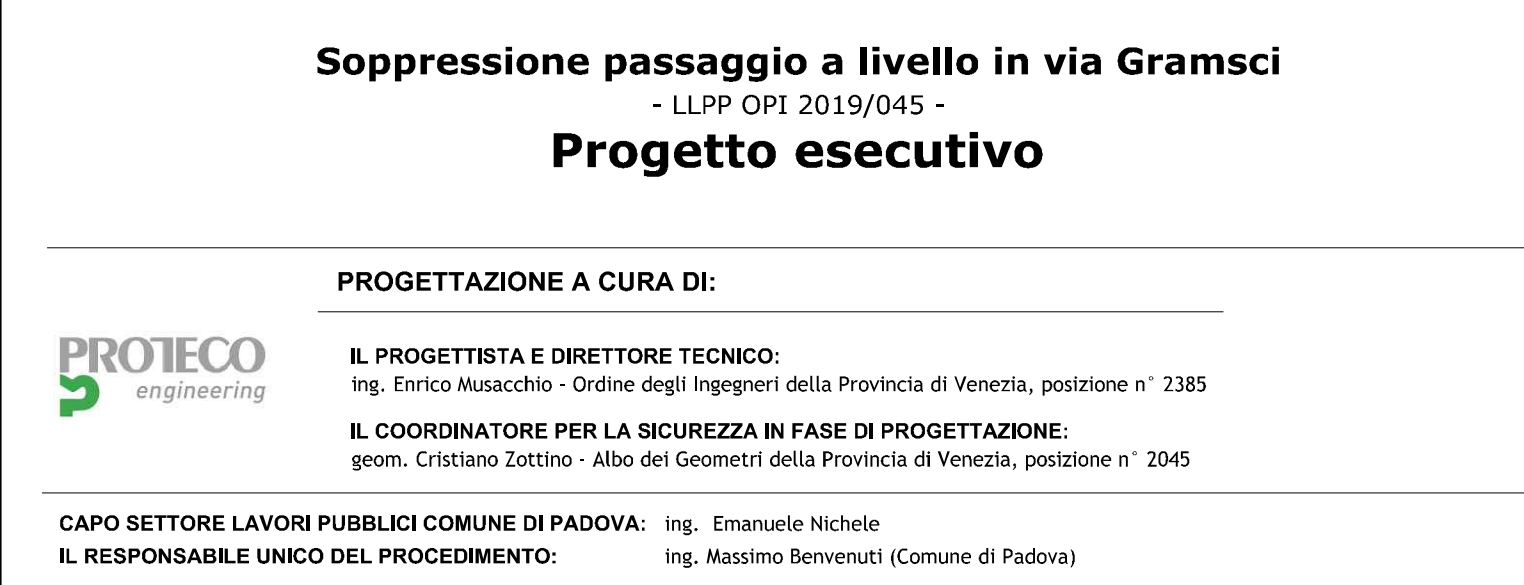 Soppressione passaggio a livello in via Gramsci
- LLPP OPI 2019/045 -
Progetto esecutivo
PROGETTAZIONE A CURA DI:
PROTECO
engineering
IL PROGETTISTA E DIRETTORE TECNICO:
ing. Enrico Musacchio - Ordine degli Ingegneri della Provincia di Venezia, posizione n° 2385
IL COORDINATORE PER LA SICUREZZA IN FASE DI PROGETTAZIONE:
geom. Cristiano Zottino - Albo dei Geometri della Provincia di Venezia, posizione n° 2045
CAPO SETTORE LAVORI PUBBLICI COMUNE DI PADOVA: ing. Emanuele Nichele
IL RESPONSABILE UNICO DEL PROCEDIMENTO: ing. Massimo Benvenuti (Comune di Padova)